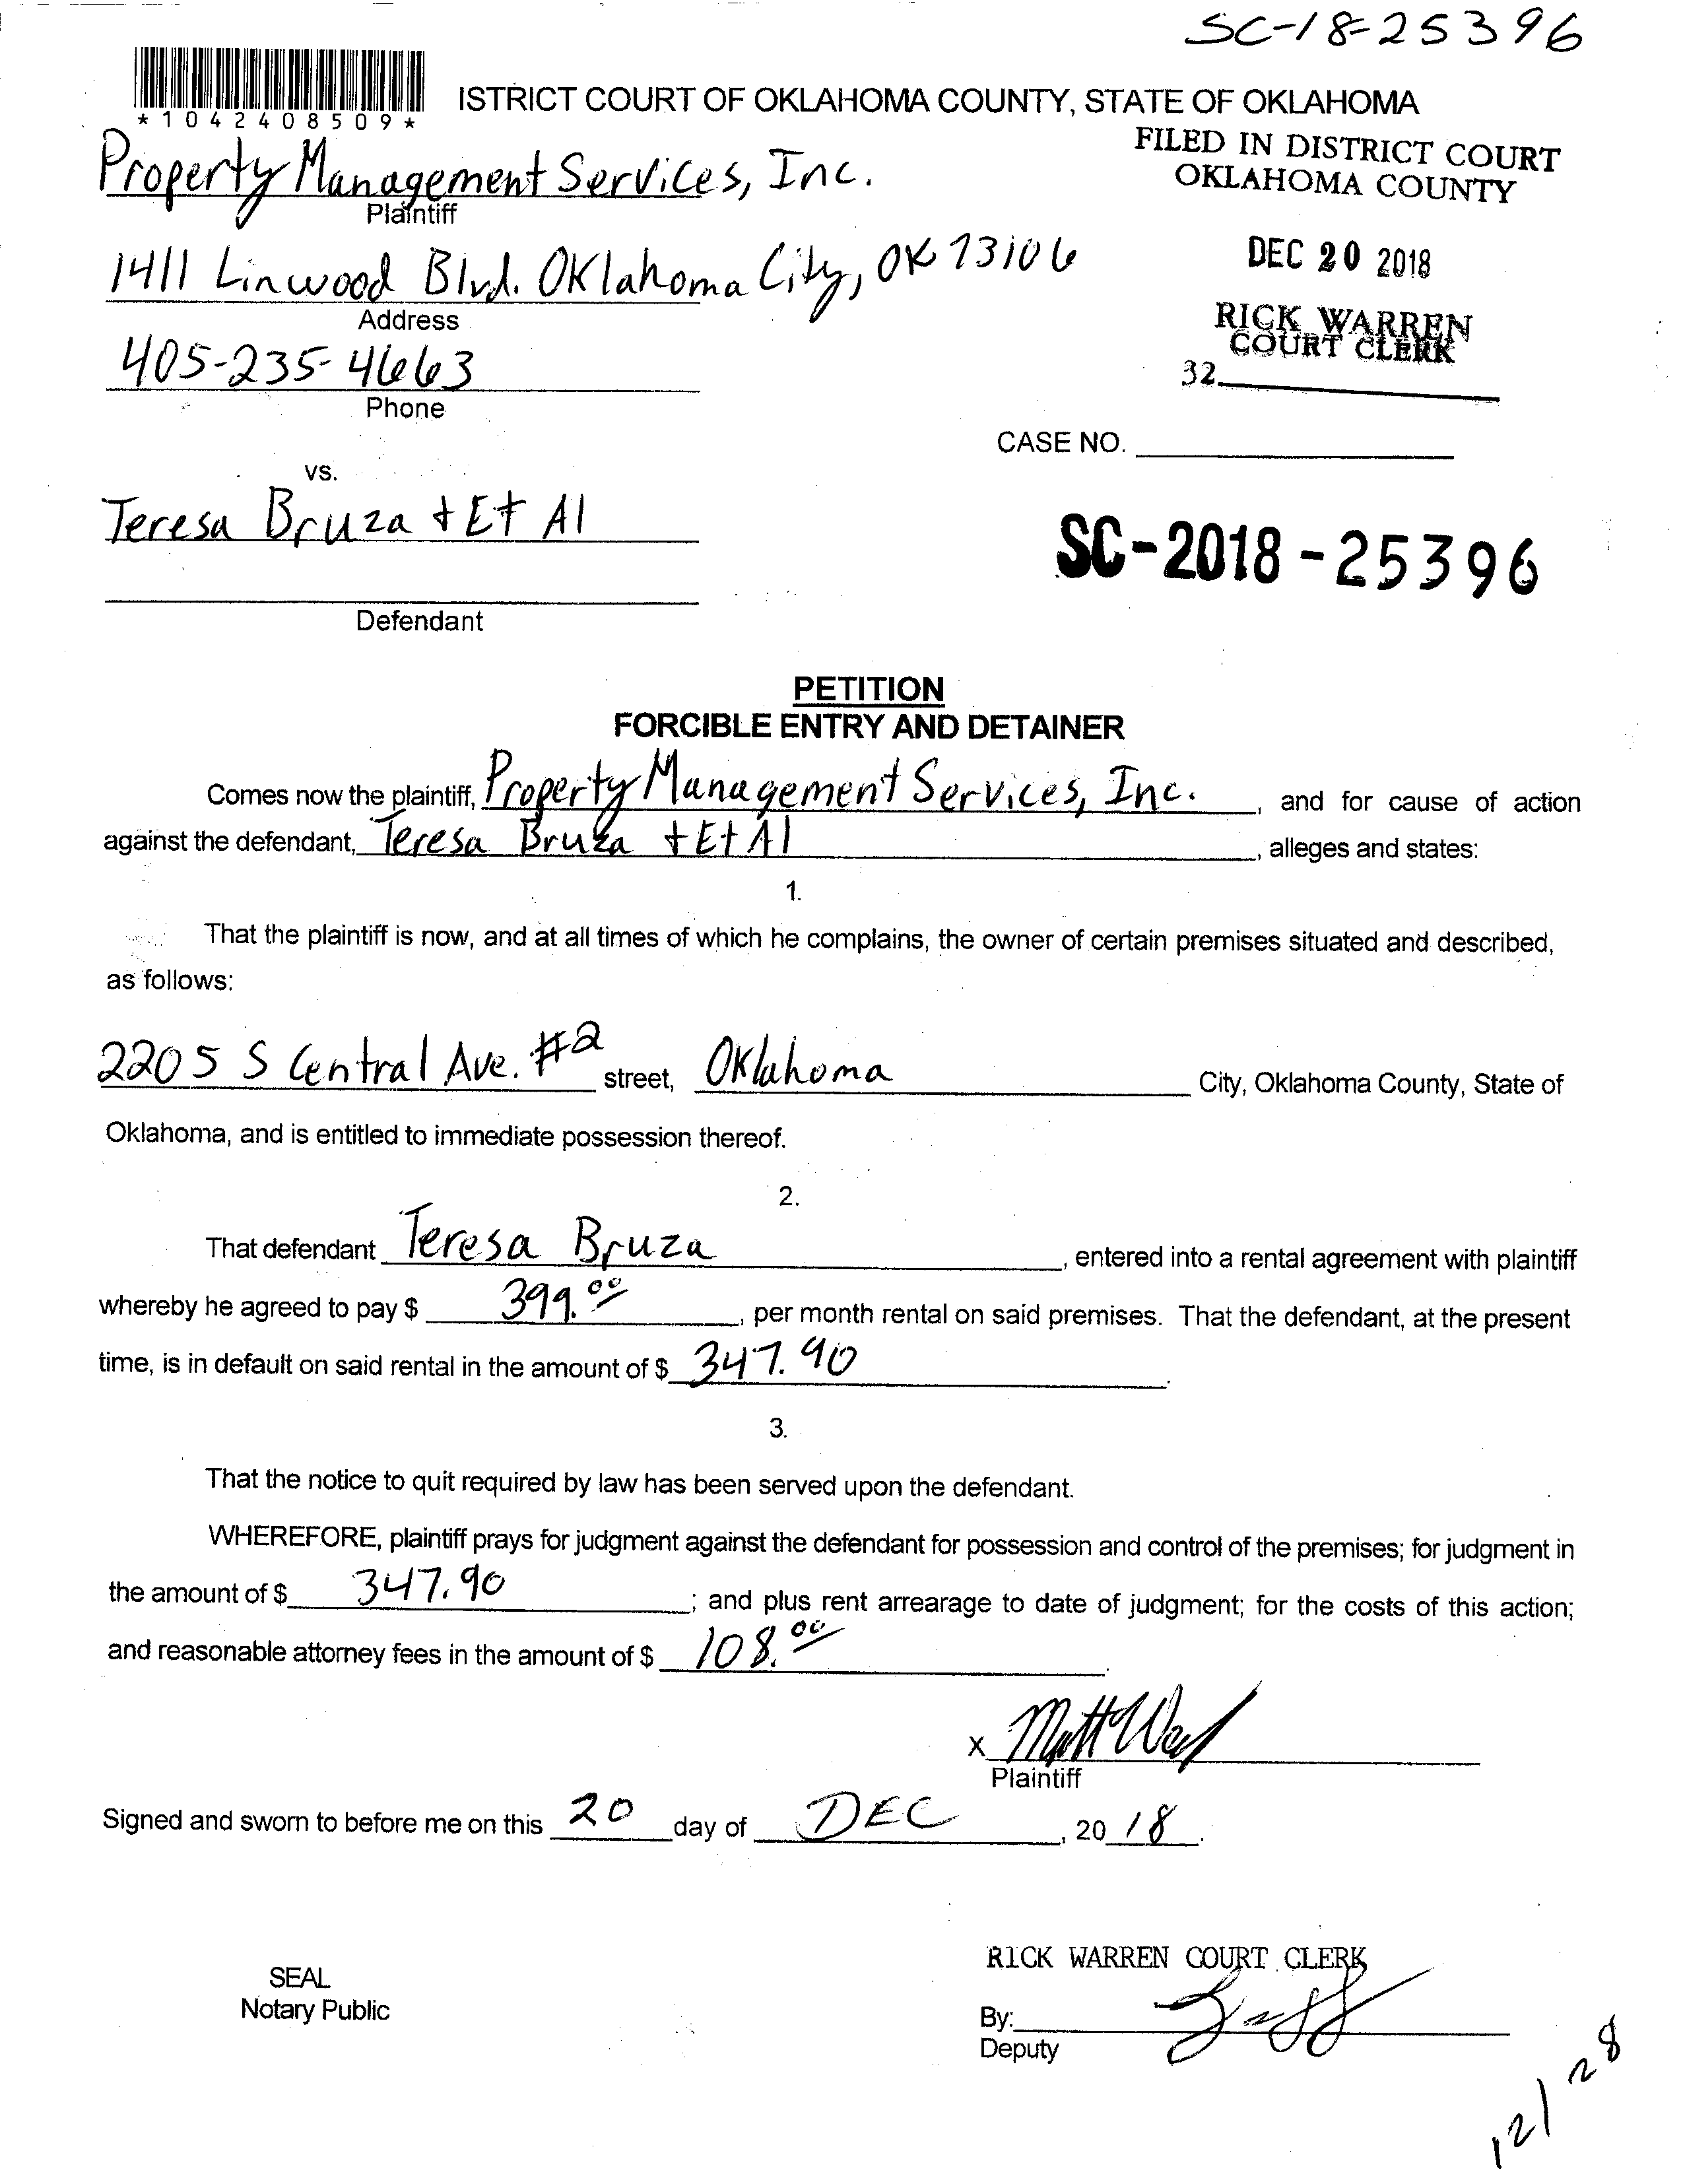 SC-18-25396
ISTRICT COURT OF OKLAHOMA COUNTY, STATE OF OKLAHOMA
*1042408509*
FILED IN DISTRICT COURT
OKLAHOMA COUNTY
Property Management Services, Inc.
Plaintiff
DEC 20 2018
1411 Linwood Blvd. Oklahoma City, OK 73106
Address
RICK WARREN
COURT CLERK
405-235-4663
32
Phone
CASE NO.
vs.
Teresa Bruza + Et Al
SC-2018-25396
Defendant
PETITION
FORCIBLE ENTRY AND DETAINER
Comes now the plaintiff, Property Management Services, Inc., and for cause of action
against the defendant, Teresa Bruza + Et Al, alleges and states:
1.
That the plaintiff is now, and at all times of which he complains, the owner of certain premises situated and described,
as follows:
2205 S Central Ave. #2 street, Oklahoma City, Oklahoma County, State of
Oklahoma, and is entitled to immediate possession thereof.
2.
That defendant Teresa Bruza, entered into a rental agreement with plaintiff
whereby he agreed to pay $ 399.00, per month rental on said premises. That the defendant, at the present
time, is in default on said rental in the amount of $ 347.90.
3.
That the notice to quit required by law has been served upon the defendant.
WHEREFORE, plaintiff prays for judgment against the defendant for possession and control of the premises; for judgment in
the amount of $ 347.90; and plus rent arrearage to date of judgment; for the costs of this action;
and reasonable attorney fees in the amount of $ 108.00.
X
Plaintiff
Signed and sworn to before me on this 20 day of DEC, 2018.
RICK WARREN COURT CLERK
SEAL
Notary Public
By:
Deputy
12/28